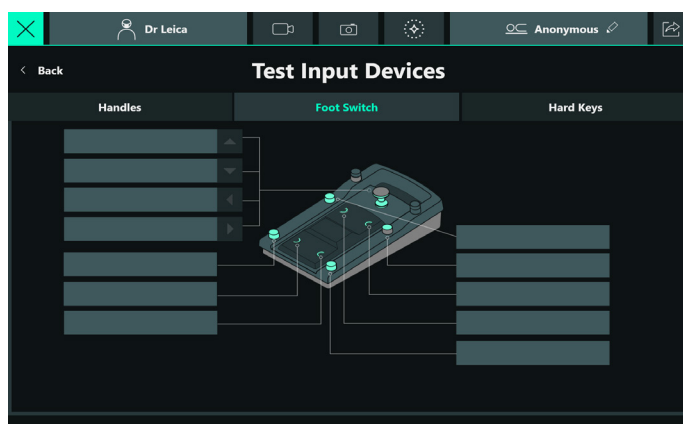 Dr Leica
Anonymous
Back
Test Input Devices
Handles
Foot Switch
Hard Keys